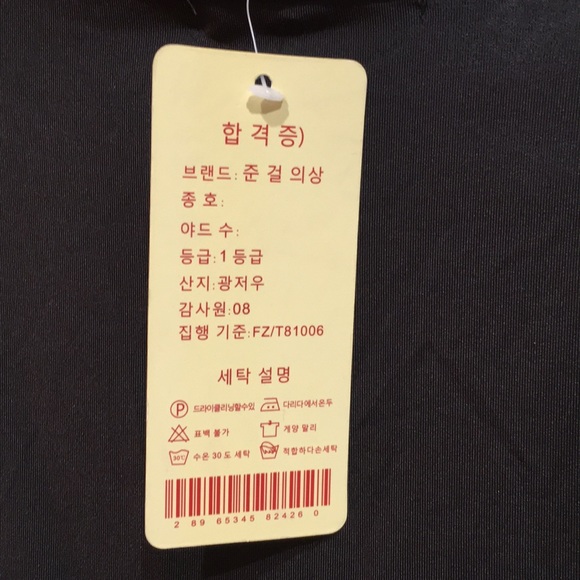 합 격 증)
브랜드: 준 걸 의상
종 호:
야드 수:
등급:1 등급
산지:광저우
감사원:08
집행 기준:FZ/T81006
세탁 설명
P 드라이클리닝할수있 다리다에서온두
표백 불가 게양 말리
30℃ 수온 30 도 세탁 적합하다손세탁
2 89 65345 82426 0